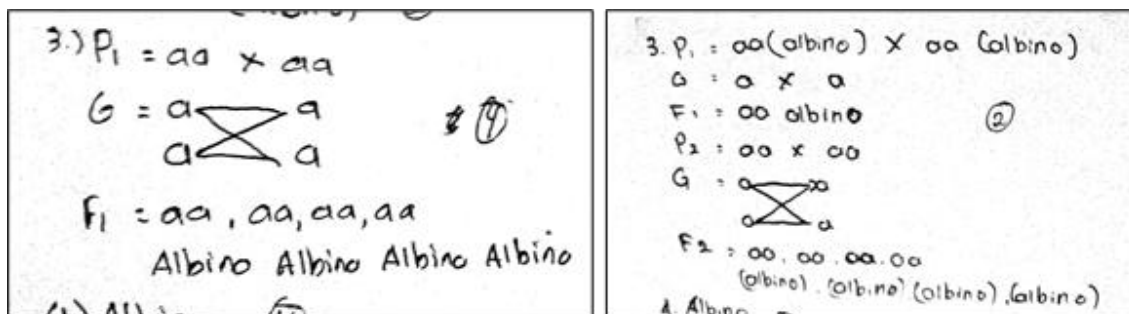 3.) P1 = aa x aa
G = a a
a a
4
F1 = aa, aa, aa, aa
Albino Albino Albino Albino
3. P1 = aa (albino) X aa (albino)
G = a x a
F1 = aa albino
2
P2 = aa x aa
G = a a
a a
F2 = aa, aa, aa, aa
(albino), (albino) (albino), (albino)
4. Albino